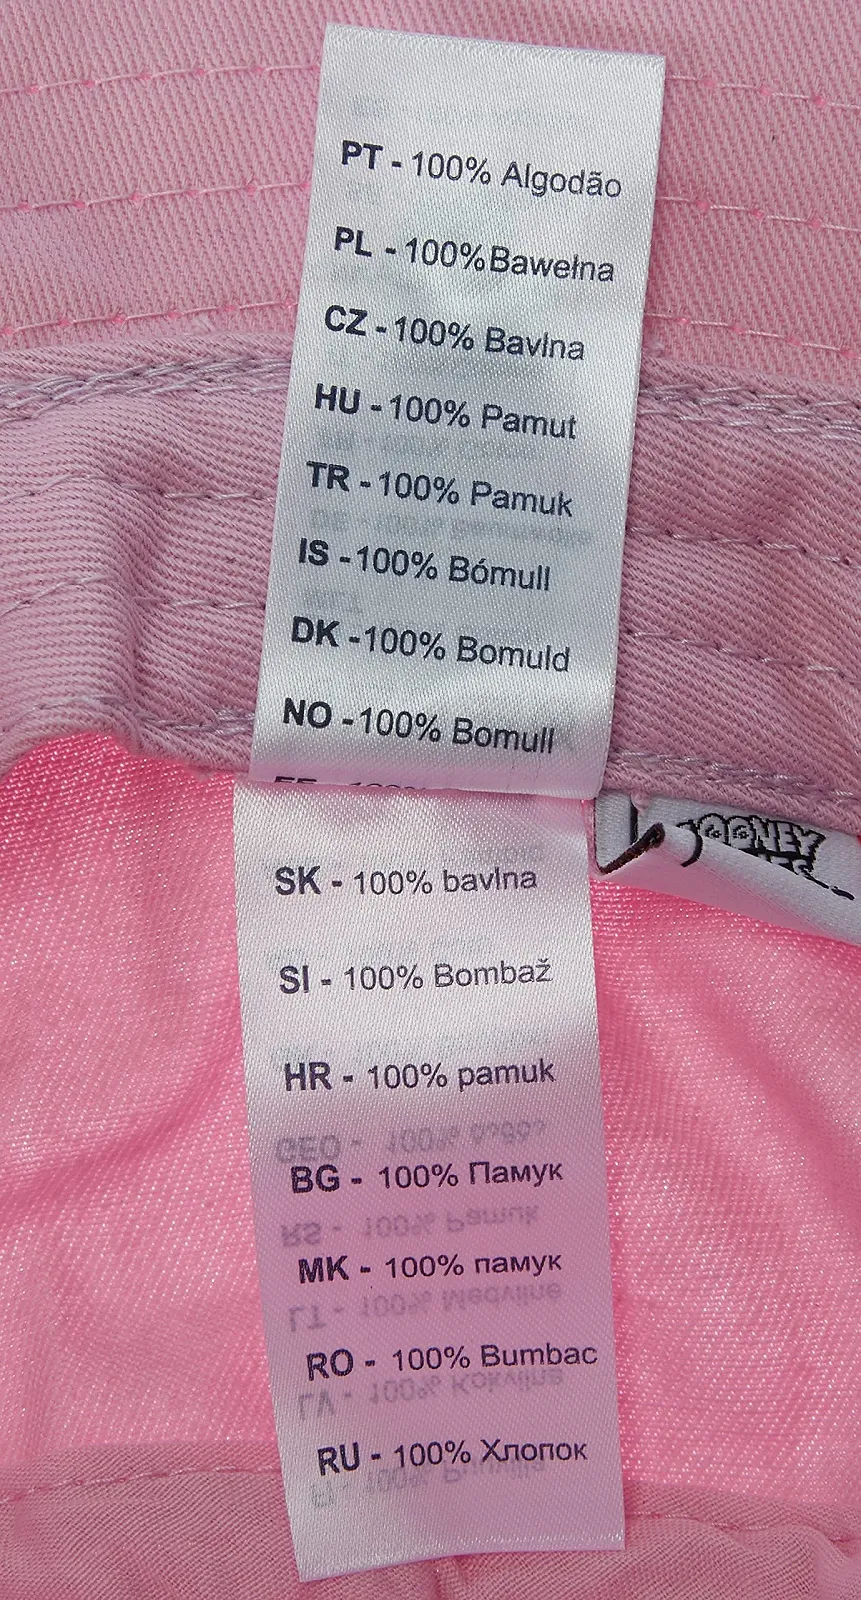 PT - 100% Algodão
PL - 100%Bawełna
CZ - 100% Bavlna
HU - 100% Pamut
TR - 100% Pamuk
IS - 100% Bómull
DK - 100% Bomuld
NO - 100% Bomull
SK - 100% bavlna
SI - 100% Bombaž
HR - 100% pamuk
BG - 100% Памук
MK - 100% памук
RO - 100% Bumbac
RU - 100% Хлопок